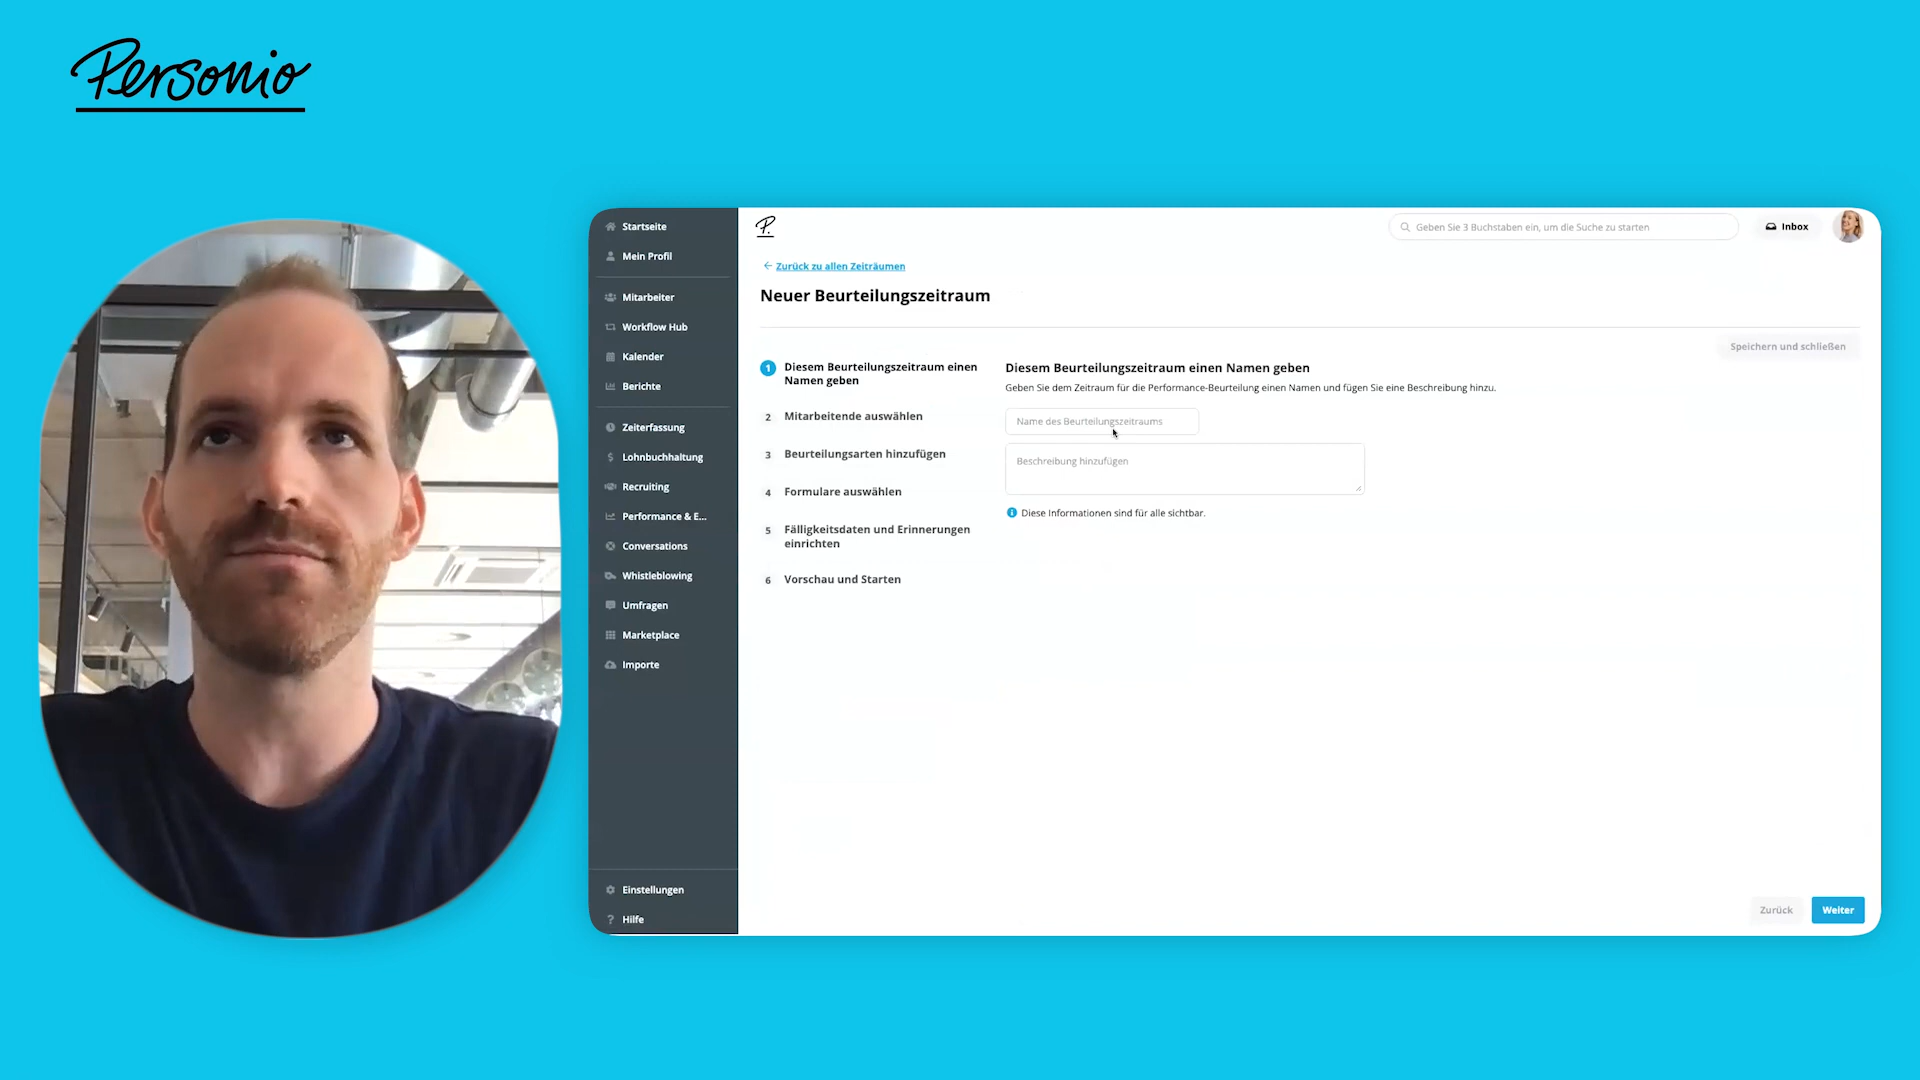 Personio
Startseite
Mein Profil
Mitarbeiter
Workflow Hub
Kalender
Berichte
Zeiterfassung
Lohnbuchhaltung
Recruiting
Performance & E...
Conversations
Whistleblowing
Umfragen
Marketplace
Importe
Einstellungen
Hilfe
P.
Geben Sie 3 Buchstaben ein, um die Suche zu starten
Inbox
Zurück zu allen Zeiträumen
Neuer Beurteilungszeitraum
Speichern und schließen
1 Diesem Beurteilungszeitraum einen
Namen geben
2 Mitarbeitende auswählen
3 Beurteilungsarten hinzufügen
4 Formulare auswählen
5 Fälligkeitsdaten und Erinnerungen
einrichten
6 Vorschau und Starten
Diesem Beurteilungszeitraum einen Namen geben
Geben Sie dem Zeitraum für die Performance-Beurteilung einen Namen und fügen Sie eine Beschreibung hinzu.
Name des Beurteilungszeitraums
Beschreibung hinzufügen
Diese Informationen sind für alle sichtbar.
Zurück
Weiter